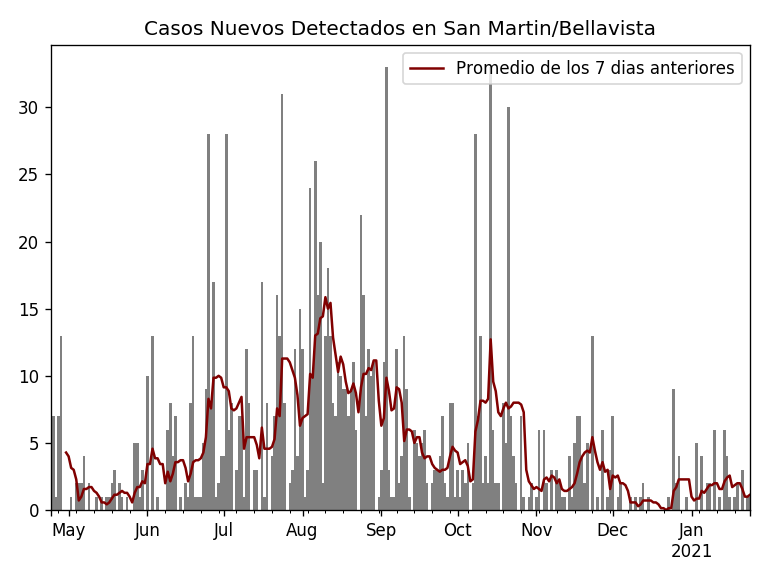 Casos Nuevos Detectados en San Martin/Bellavista
Promedio de los 7 dias anteriores
30
25
20
15
10
5
0
May Jun Jul Aug Sep Oct Nov Dec Jan
2021